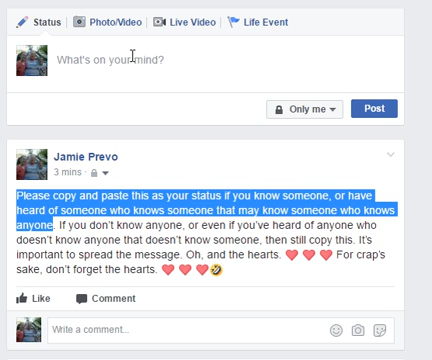 Status Photo/Video Live Video Life Event
What's on your mind?
Only me Post
Jamie Prevo
3 mins ·
Please copy and paste this as your status if you know someone, or have
heard of someone who knows someone that may know someone who knows
anyone. If you don't know anyone, or even if you've heard of anyone who
doesn't know anyone that doesn't know someone, then still copy this. It's
important to spread the message. Oh, and the hearts. ❤️ ❤️ ❤️ For crap's
sake, don't forget the hearts. ❤️ ❤️ ❤️🤣
Like Comment
Write a comment...